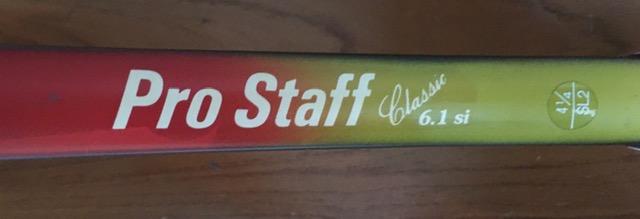 Pro Staff Classic
6.1 si
4 1/4
SL2